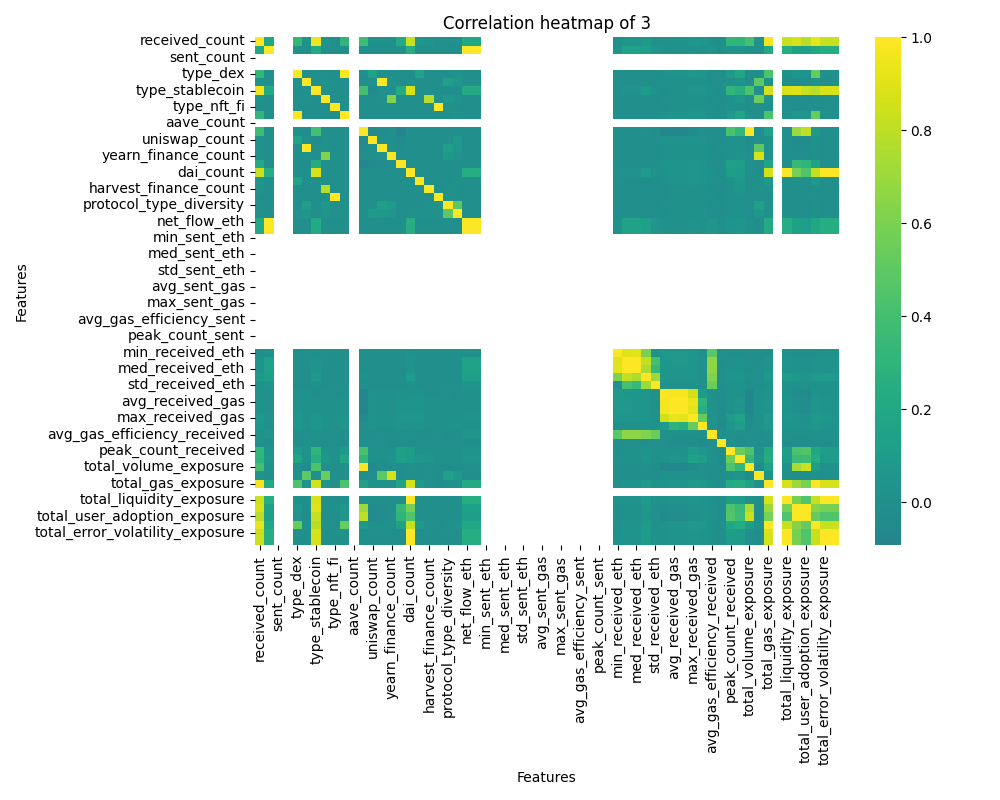 Correlation heatmap of 3
Features
received_count
sent_count
type_dex
type_stablecoin
type_nft_fi
aave_count
uniswap_count
yearn_finance_count
dai_count
harvest_finance_count
protocol_type_diversity
net_flow_eth
min_sent_eth
med_sent_eth
std_sent_eth
avg_sent_gas
max_sent_gas
avg_gas_efficiency_sent
peak_count_sent
min_received_eth
med_received_eth
std_received_eth
avg_received_gas
max_received_gas
avg_gas_efficiency_received
peak_count_received
total_volume_exposure
total_gas_exposure
total_liquidity_exposure
total_user_adoption_exposure
total_error_volatility_exposure
1.0
0.8
0.6
0.4
0.2
0.0
received_count
sent_count
type_dex
type_stablecoin
type_nft_fi
aave_count
uniswap_count
yearn_finance_count
dai_count
harvest_finance_count
protocol_type_diversity
net_flow_eth
min_sent_eth
med_sent_eth
std_sent_eth
avg_sent_gas
max_sent_gas
avg_gas_efficiency_sent
peak_count_sent
min_received_eth
med_received_eth
std_received_eth
avg_received_gas
max_received_gas
avg_gas_efficiency_received
peak_count_received
total_volume_exposure
total_gas_exposure
total_liquidity_exposure
total_user_adoption_exposure
total_error_volatility_exposure
Features